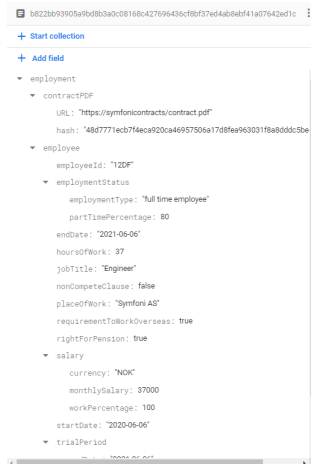 b822bb93905a9bd8b3a0c08168c427696436cf8bf37ed4ab8ebf41a07642ed1c
+ Start collection
+ Add field
employment
contractPDF
URL: "https://symfonicontracts/contract.pdf"
hash: "48d7771ecb7f4eca920ca46957506a17d8fea963031f8a8dddc5be
employee
employeeId: "12DF"
employmentStatus
employmentType: "full time employee"
partTimePercentage: 80
endDate: "2021-06-06"
hoursOfWork: 37
jobTitle: "Engineer"
nonCompeteClause: false
placeOfWork: "Symfoni AS"
requirementToWorkOverseas: true
rightForPension: true
salary
currency: "NOK"
monthlySalary: 37000
workPercentage: 100
startDate: "2020-06-06"
trialPeriod